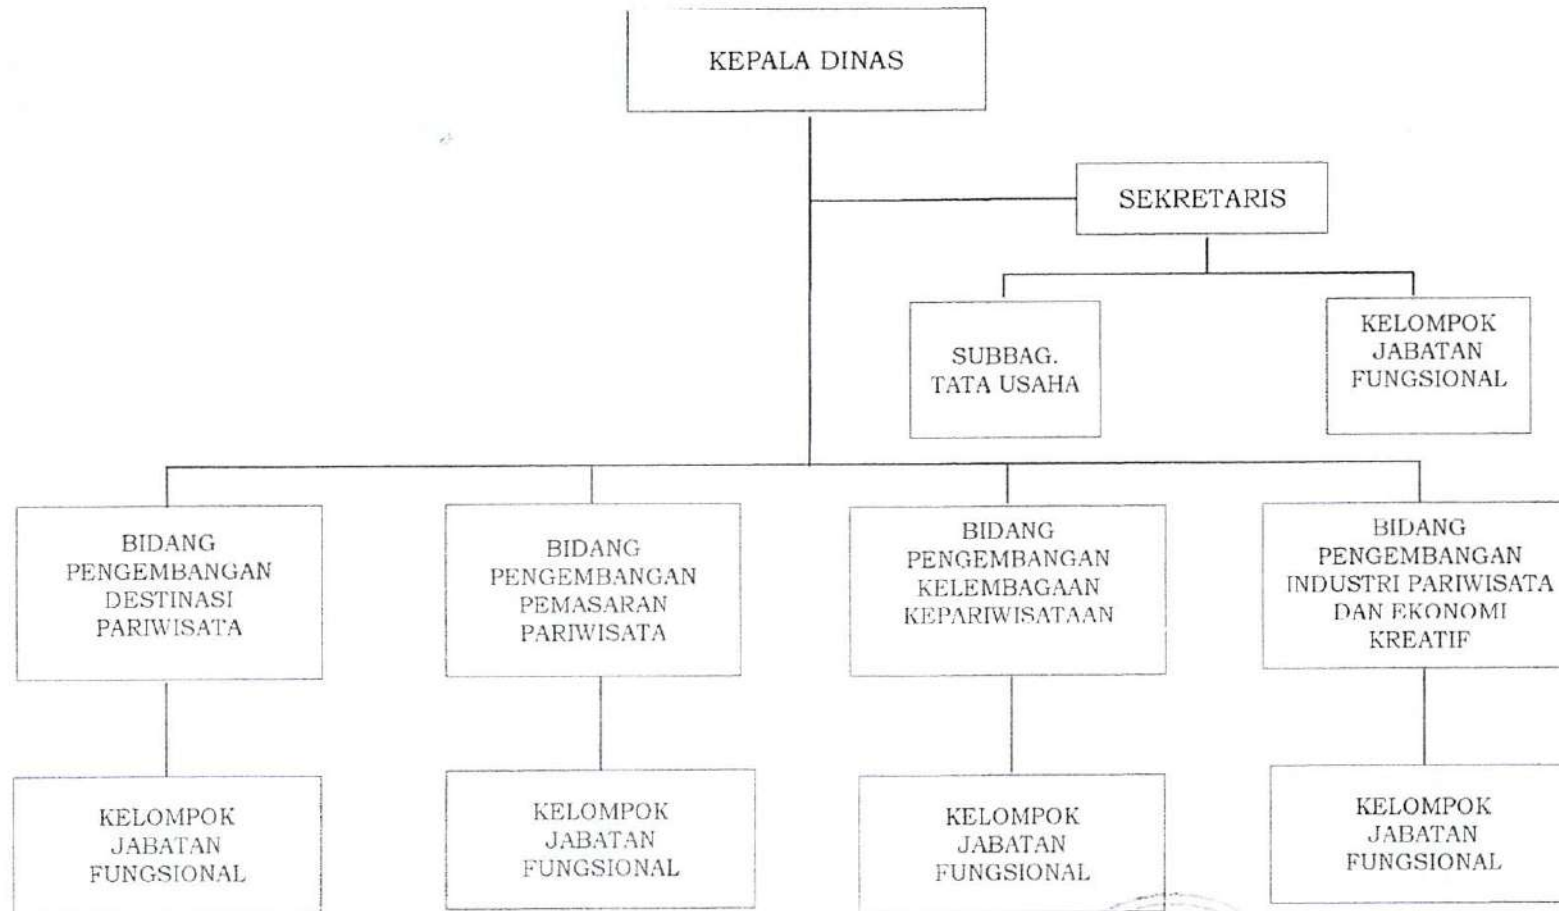 KEPALA DINAS
SEKRETARIS
SUBBAG.
TATA USAHA
KELOMPOK
JABATAN
FUNGSIONAL
BIDANG
PENGEMBANGAN
DESTINASI
PARIWISATA
BIDANG
PENGEMBANGAN
PEMASARAN
PARIWISATA
BIDANG
PENGEMBANGAN
KELEMBAGAAN
KEPARIWISATAAN
BIDANG
PENGEMBANGAN
INDUSTRI PARIWISATA
DAN EKONOMI
KREATIF
KELOMPOK
JABATAN
FUNGSIONAL
KELOMPOK
JABATAN
FUNGSIONAL
KELOMPOK
JABATAN
FUNGSIONAL
KELOMPOK
JABATAN
FUNGSIONAL